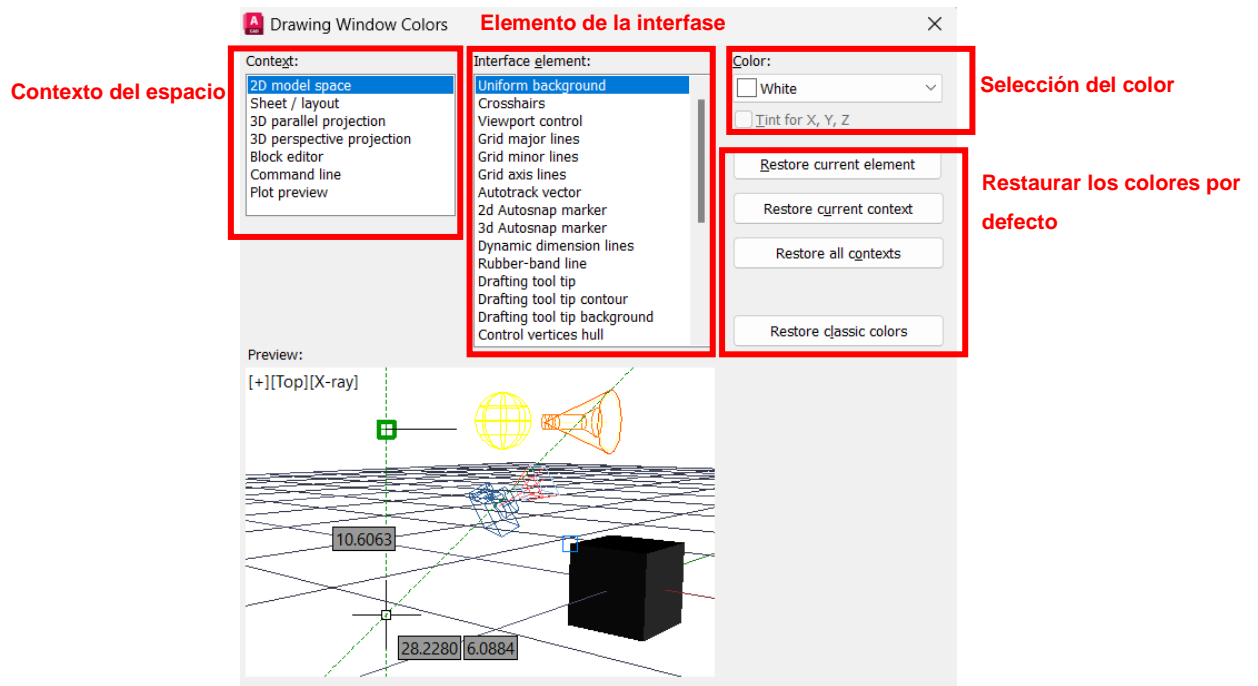 Drawing Window Colors
Elemento de la interfase
Contexto del espacio
Context:
2D model space
Sheet / layout
3D parallel projection
3D perspective projection
Block editor
Command line
Plot preview
Interface element:
Uniform background
Crosshairs
Viewport control
Grid major lines
Grid minor lines
Grid axis lines
Autotrack vector
2d Autosnap marker
3d Autosnap marker
Dynamic dimension lines
Rubber-band line
Drafting tool tip
Drafting tool tip contour
Drafting tool tip background
Control vertices hull
Color:
White
Tint for X, Y, Z
Selección del color
Restore current element
Restore current context
Restore all contexts
Restore classic colors
Restaurar los colores por
defecto
Preview:
[+][Top][X-ray]
10.6063
28.2280 6.0884